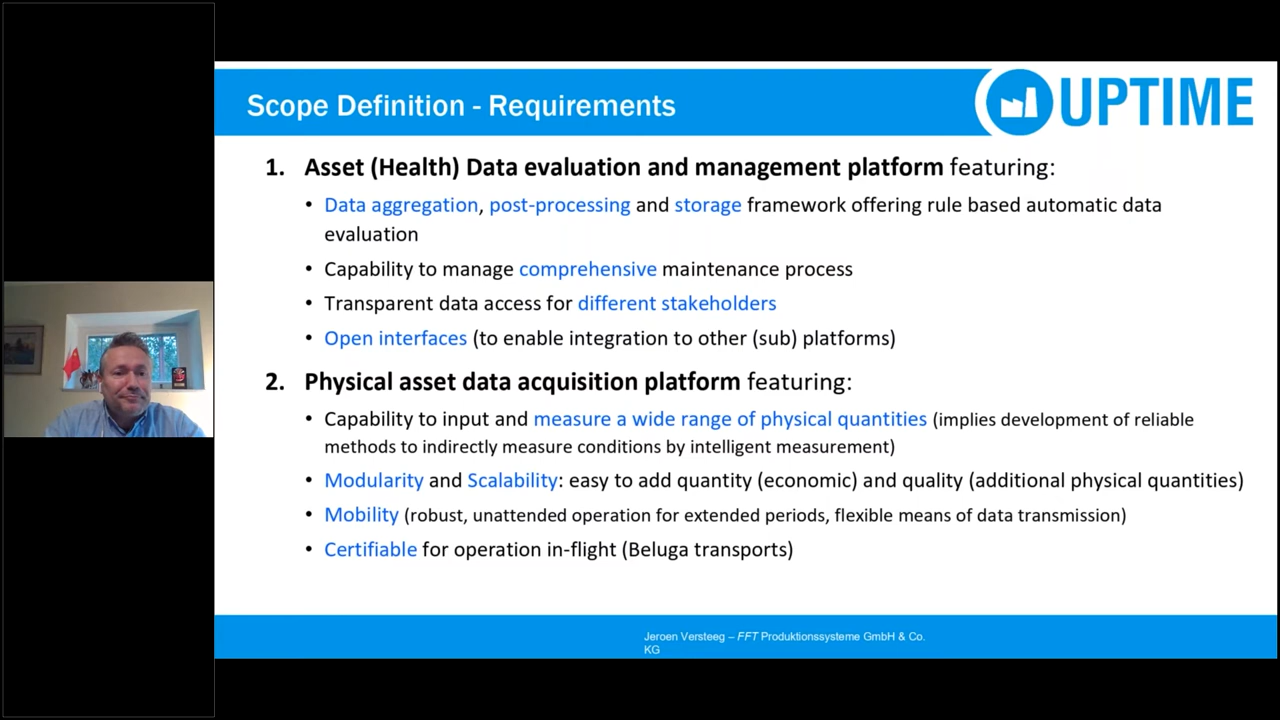 Scope Definition - Requirements
UPTIME
1. Asset (Health) Data evaluation and management platform featuring:
• Data aggregation, post-processing and storage framework offering rule based automatic data
evaluation
• Capability to manage comprehensive maintenance process
• Transparent data access for different stakeholders
• Open interfaces (to enable integration to other (sub) platforms)
2. Physical asset data acquisition platform featuring:
• Capability to input and measure a wide range of physical quantities (implies development of reliable
methods to indirectly measure conditions by intelligent measurement)
• Modularity and Scalability: easy to add quantity (economic) and quality (additional physical quantities)
• Mobility (robust, unattended operation for extended periods, flexible means of data transmission)
• Certifiable for operation in-flight (Beluga transports)
Jeroen Versteeg – FFT Produktionssysteme GmbH & Co.
KG